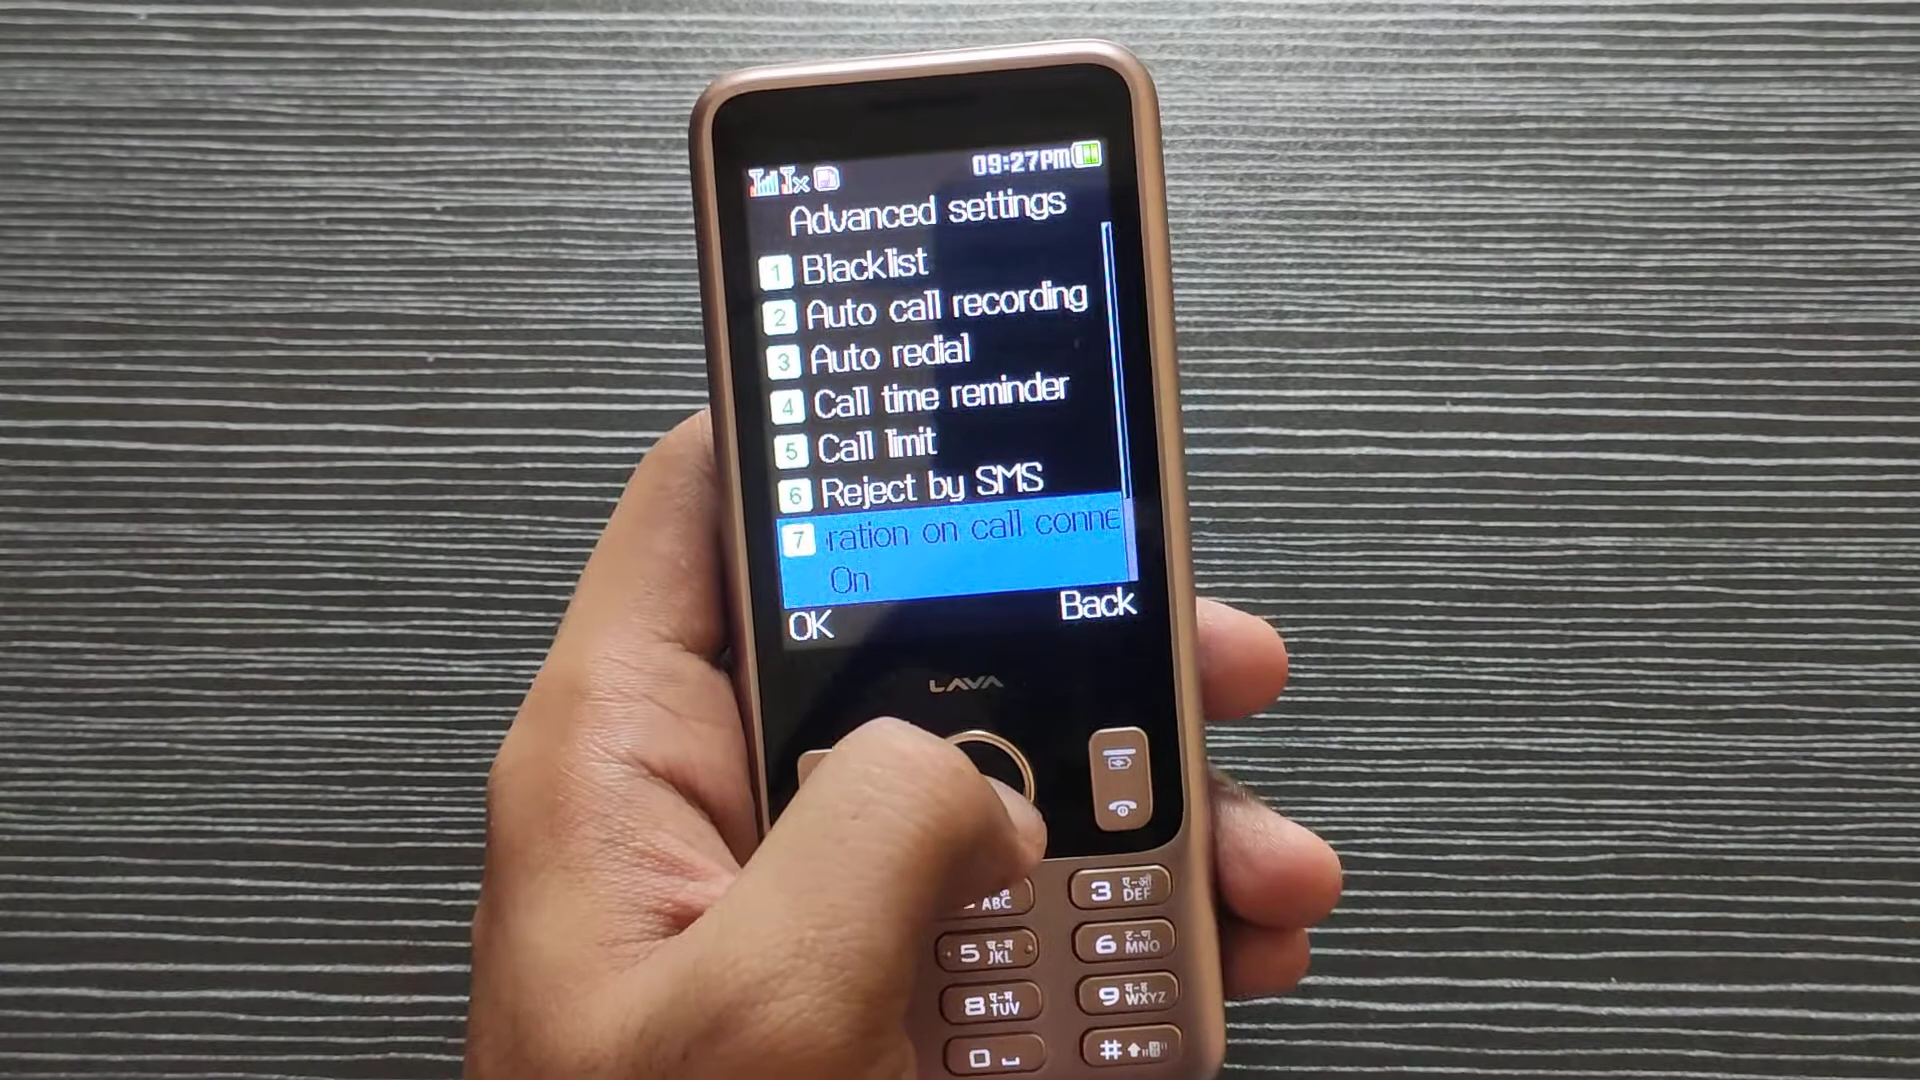 09:27PM
Advanced settings
1 Blacklist
2 Auto call recording
3 Auto redial
4 Call time reminder
5 Call limit
6 Reject by SMS
7 ration on call conne
On
OK Back
LAVA
ABC
3 ए-औ DEF
5 च-ञ JKL
6 ट-ण MNO
8 प-म TUV
9 य-ह WXYZ
0
#